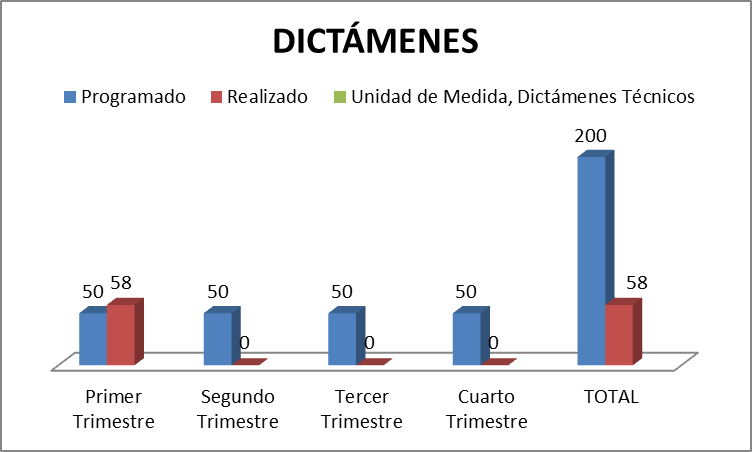 DICTÁMENES
Programado Realizado Unidad de Medida, Dictámenes Técnicos
200
50 58 50 50 50 58
0 0 0
Primer Segundo Tercer Cuarto TOTAL
Trimestre Trimestre Trimestre Trimestre